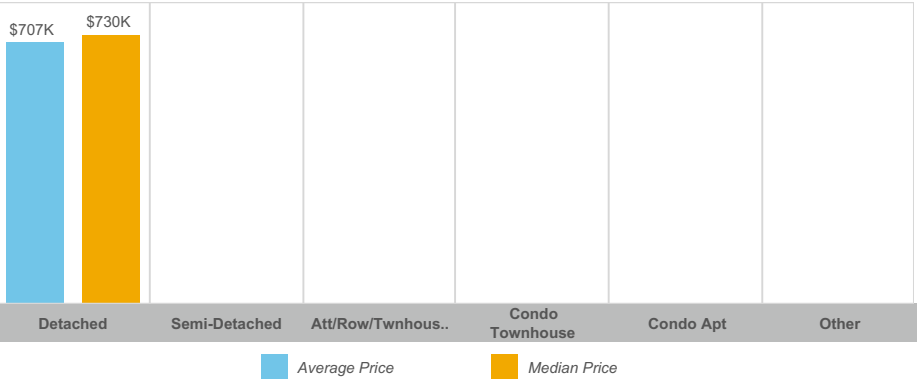 $707K
$730K
Detached
Semi-Detached
Att/Row/Twnhous..
Condo
Townhouse
Condo Apt
Other
Average Price
Median Price